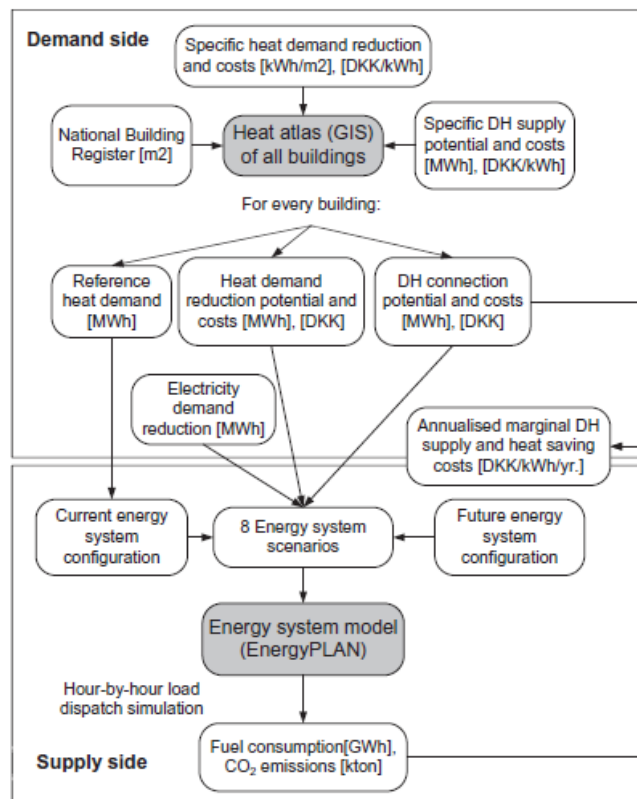 Demand side
Specific heat demand reduction
and costs [kWh/m2], [DKK/kWh]
National Building
Register [m2]
Heat atlas (GIS)
of all buildings
Specific DH supply
potential and costs
[MWh], [DKK/kWh]
For every building:
Reference
heat demand
[MWh]
Heat demand
reduction potential and
costs [MWh], [DKK]
DH connection
potential and costs
[MWh], [DKK]
Electricity
demand
reduction [MWh]
Annualised marginal DH
supply and heat saving
costs [DKK/kWh/yr.]
Current energy
system
configuration
8 Energy system
scenarios
Future energy
system
configuration
Energy system model
(EnergyPLAN)
Hour-by-hour load
dispatch simulation
Fuel consumption[GWh],
CO₂ emissions [kton]
Supply side